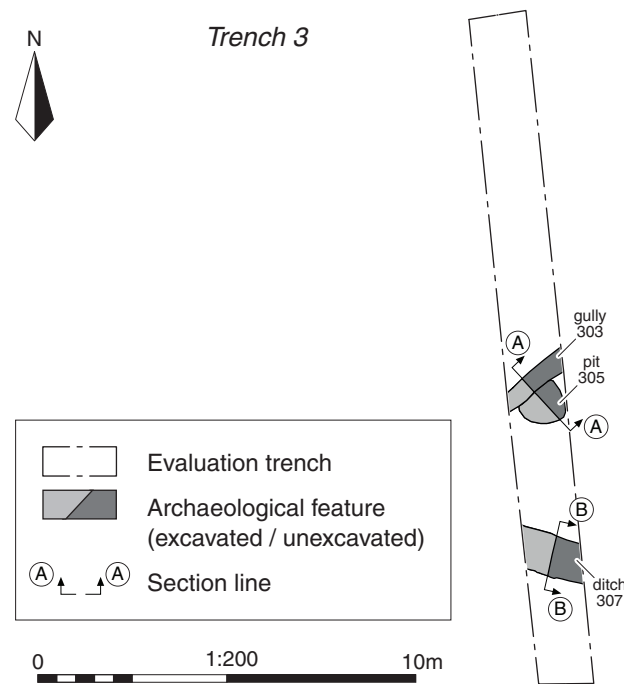 Trench 3
N
gully
303
pit
305
A
A
B
B
ditch
307
Evaluation trench
Archaeological feature
(excavated / unexcavated)
A A Section line
0 1:200 10m